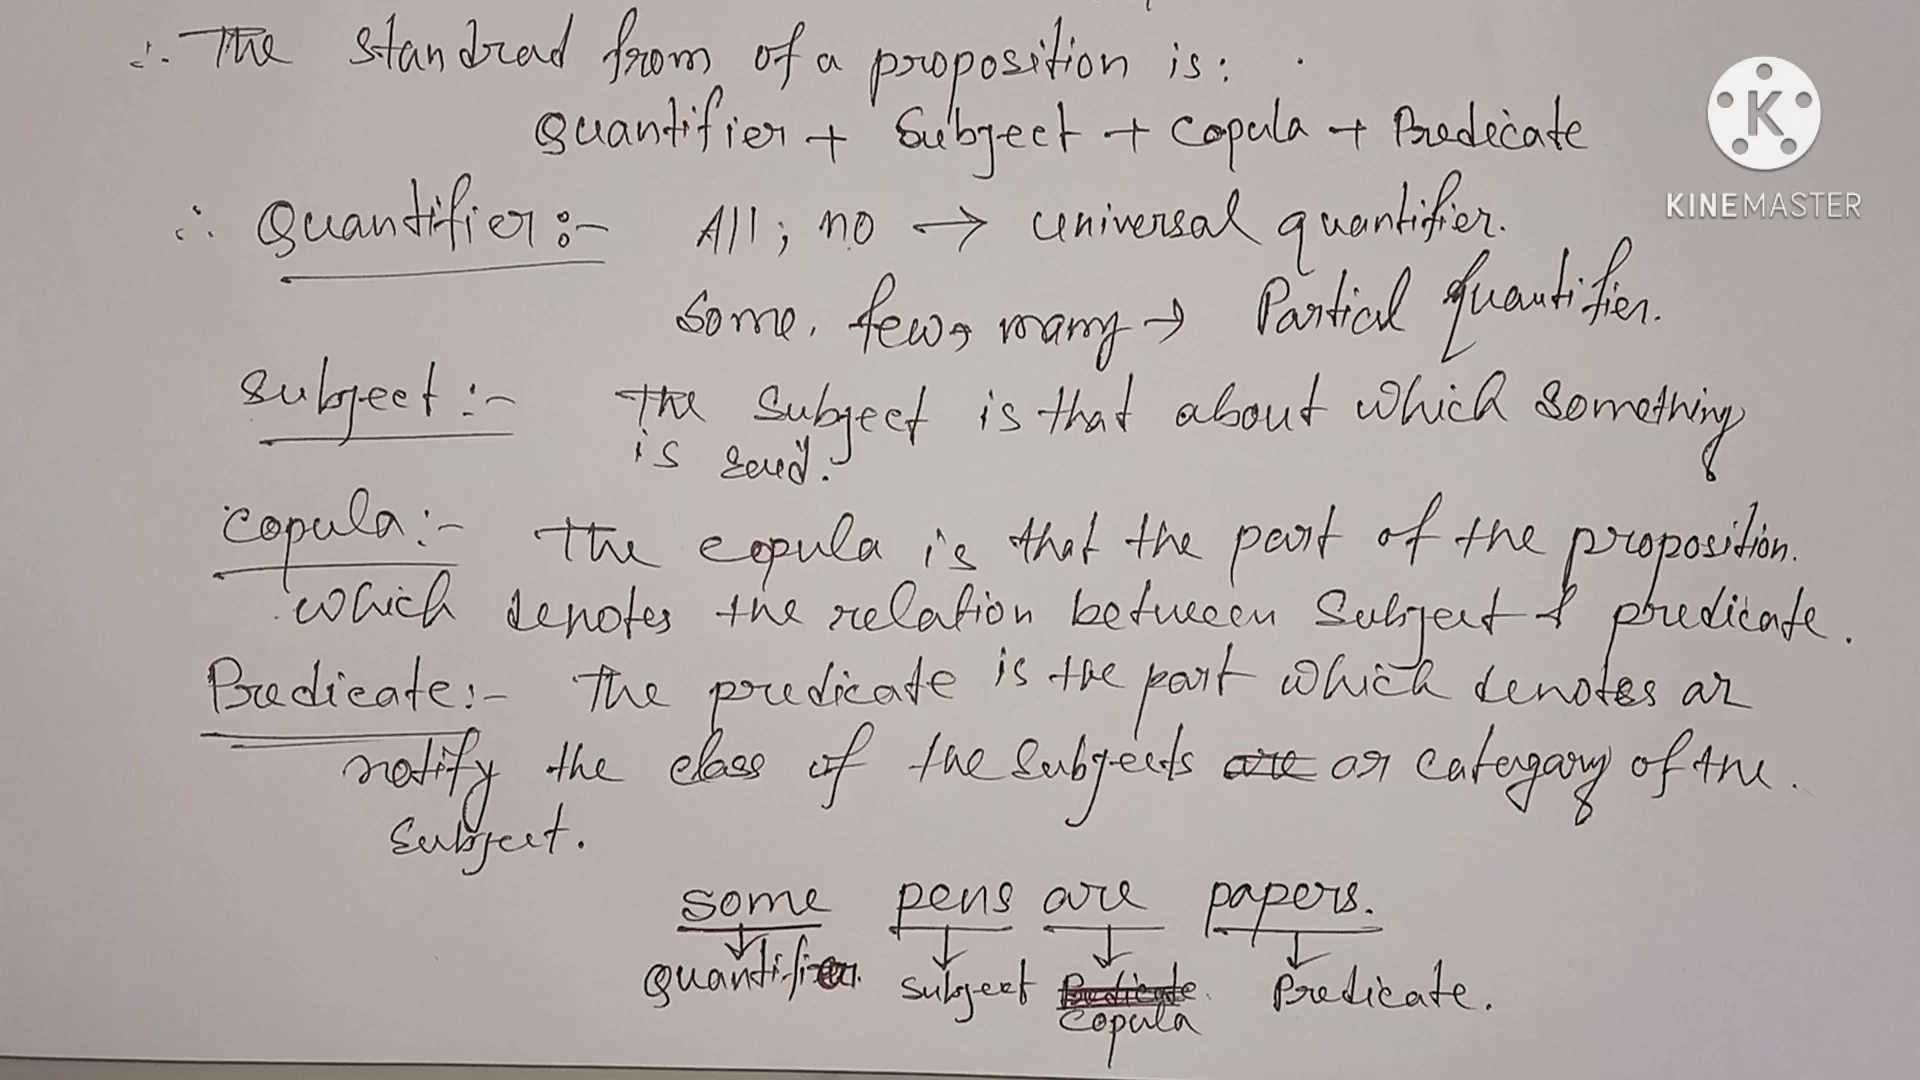 ∴ The standrad from of a proposition is:
Quantifier + Subject + Copula + Predicate
∴ Quantifier:- All; no → universal quantifier.
Some, few, many → Partial quantifier.
Subject:- The Subject is that about which Something
is said.
Copula:- The copula is that the part of the proposition.
which denotes the relation between Subject & predicate.
Predicate:- The predicate is the part which denotes or
notify the class of the subjects are or category of the.
Subject.
Some pens are papers.
Quantifier. Subject Predicate. Predicate.
Copula
K
KINEMASTER